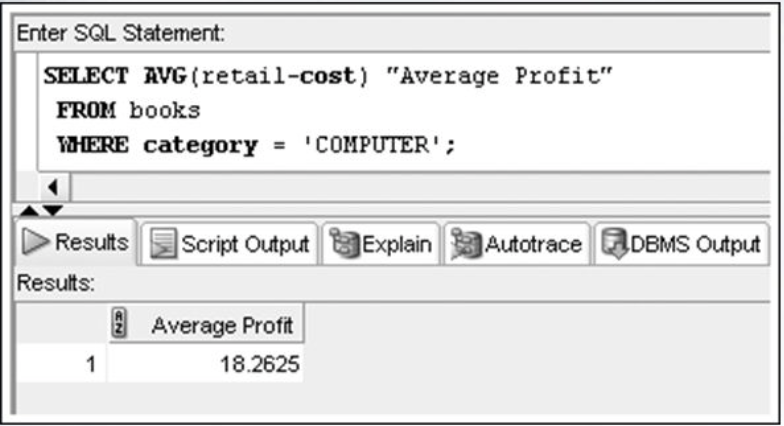 Enter SQL Statement:
SELECT AVG(retail-cost) "Average Profit"
FROM books
WHERE category = 'COMPUTER';
Results Script Output Explain Autotrace DBMS Output
Results:
A Z Average Profit
1 18.2625